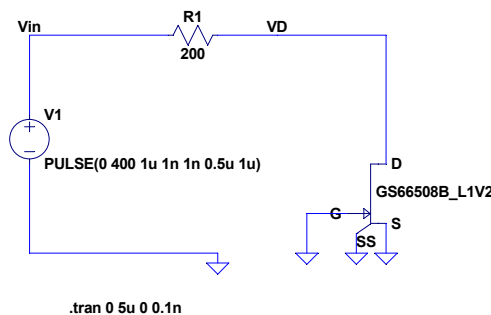 Vin
R1
200
VD
V1
PULSE(0 400 1u 1n 1n 0.5u 1u)
D
GS66508B_L1V2
G
S
SS
.tran 0 5u 0 0.1n